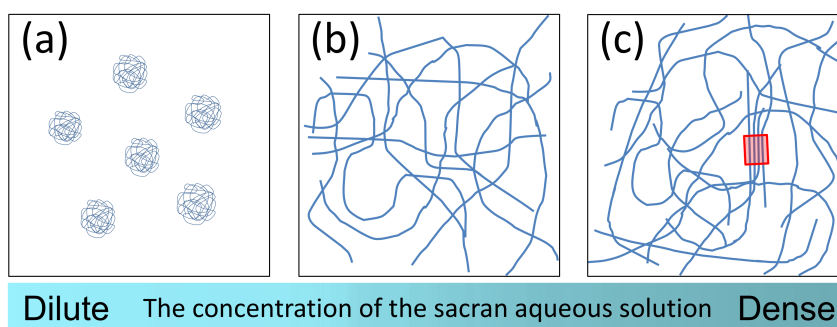 (a) (b) (c)
Dilute The concentration of the sacran aqueous solution Dense